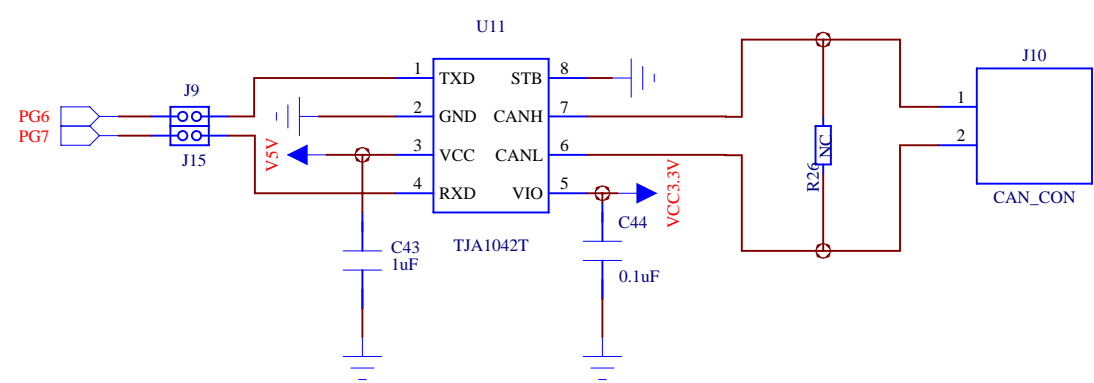 U11
J9
PG6
PG7
J15
V5V
1
TXD
2
GND
3
VCC
4
RXD
STB
8
CANH
7
CANL
6
VIO
5
TJA1042T
C43
1uF
VCC3.3V
C44
0.1uF
NC
R26
J10
1
2
CAN_CON